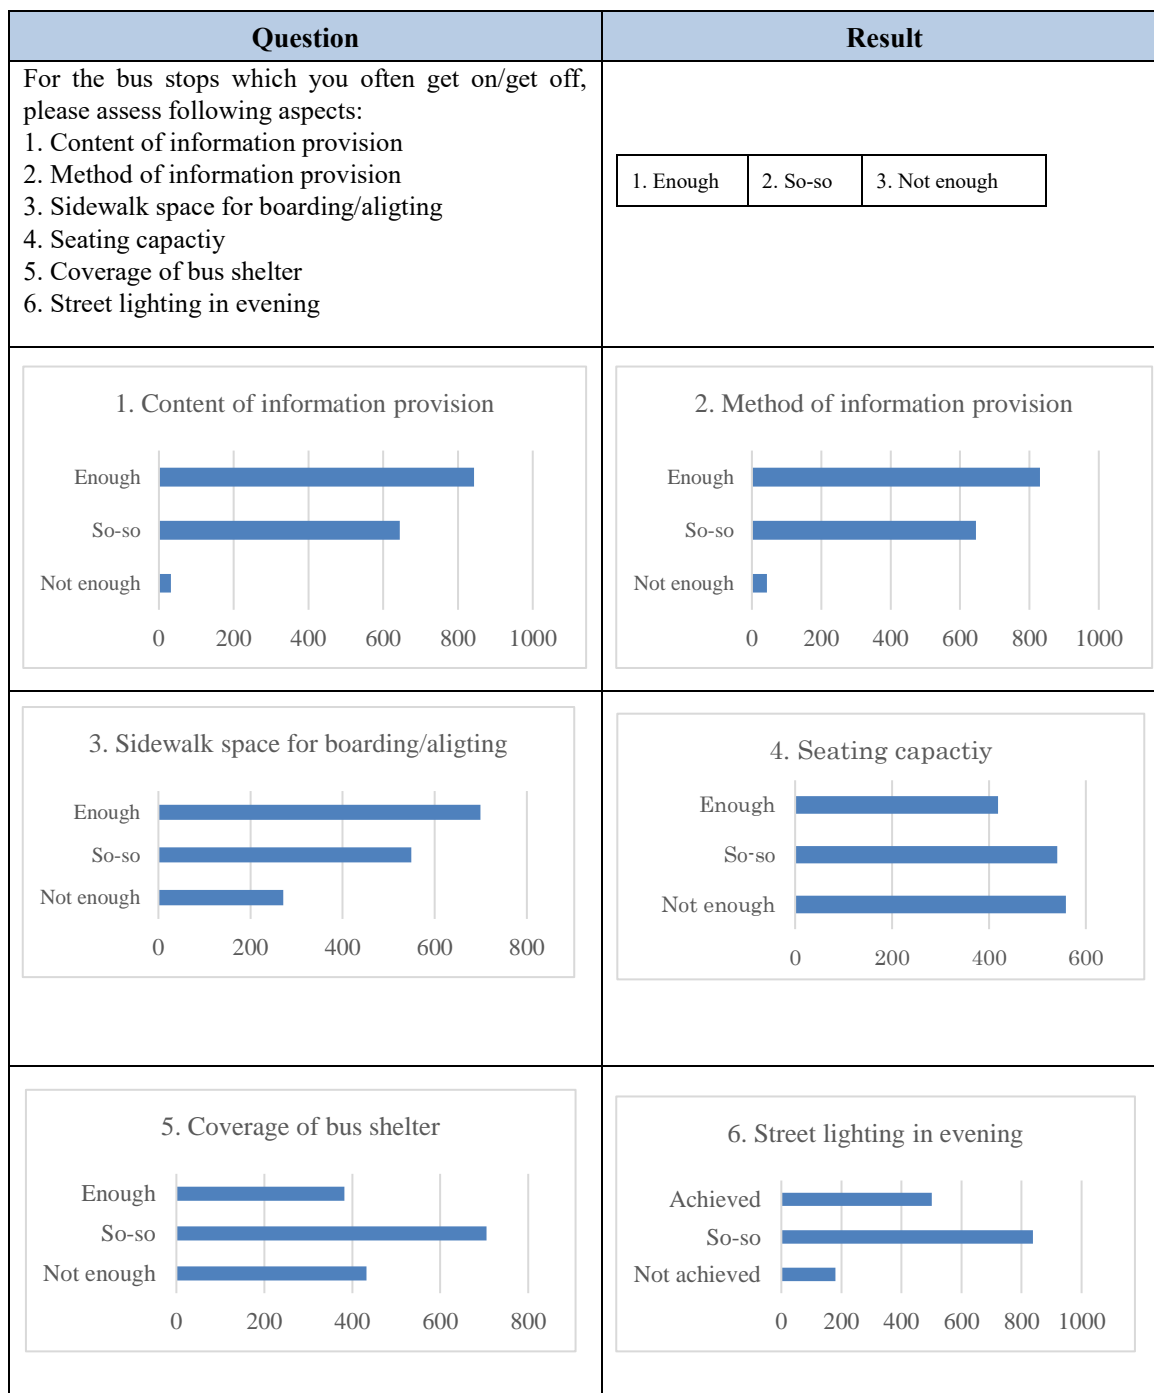 Question
Result
For the bus stops which you often get on/get off,
please assess following aspects:
1. Content of information provision
2. Method of information provision
3. Sidewalk space for boarding/aligting
4. Seating capactiy
5. Coverage of bus shelter
6. Street lighting in evening
1. Enough 2. So-so 3. Not enough
1. Content of information provision
Enough
So-so
Not enough
0 200 400 600 800 1000
2. Method of information provision
Enough
So-so
Not enough
0 200 400 600 800 1000
3. Sidewalk space for boarding/aligting
Enough
So-so
Not enough
0 200 400 600 800
4. Seating capactiy
Enough
So-so
Not enough
0 200 400 600
5. Coverage of bus shelter
Enough
So-so
Not enough
0 200 400 600 800
6. Street lighting in evening
Achieved
So-so
Not achieved
0 200 400 600 800 1000